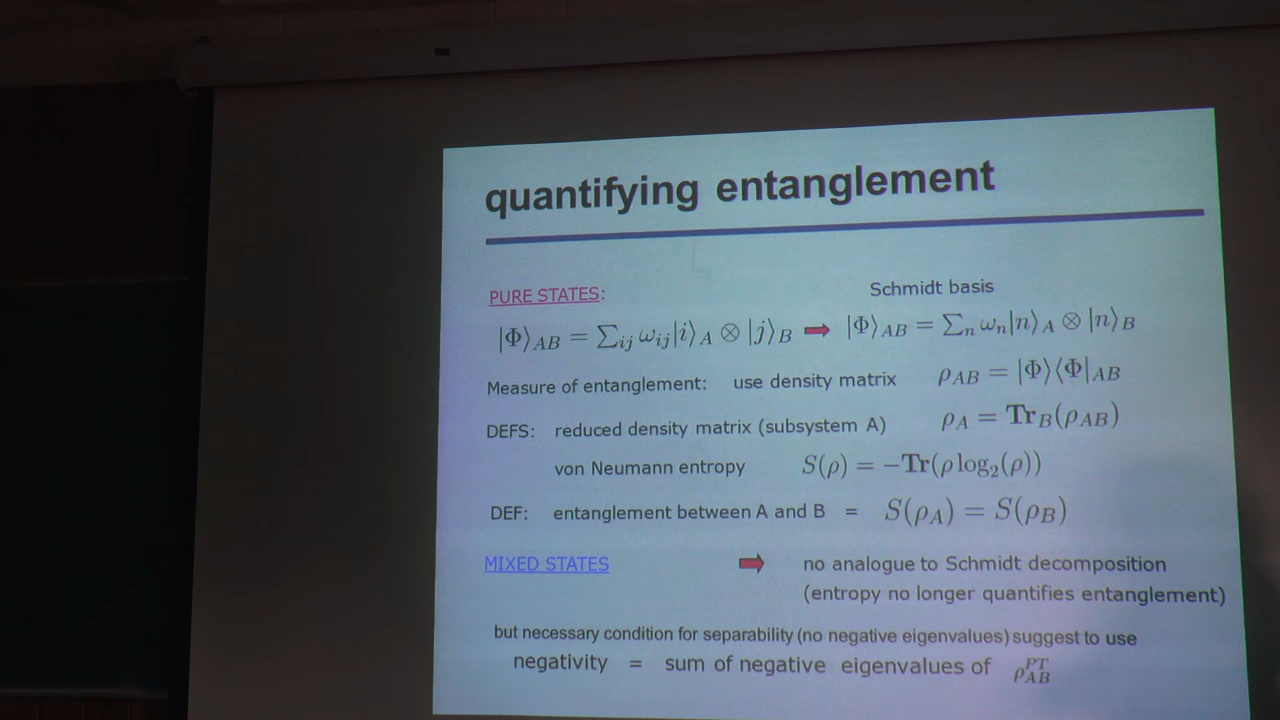 quantifying entanglement
PURE STATES:
Schmidt basis
|Φ⟩_AB = ∑_ij ω_ij|i⟩_A ⊗ |j⟩_B ➡ |Φ⟩_AB = ∑_n ω_n|n⟩_A ⊗ |n⟩_B
Measure of entanglement: use density matrix ρ_AB = |Φ⟩⟨Φ|_AB
DEFS: reduced density matrix (subsystem A) ρ_A = Tr_B(ρ_AB)
von Neumann entropy S(ρ) = −Tr(ρ log₂(ρ))
DEF: entanglement between A and B = S(ρ_A) = S(ρ_B)
MIXED STATES ➡ no analogue to Schmidt decomposition
(entropy no longer quantifies entanglement)
but necessary condition for separability (no negative eigenvalues) suggest to use
negativity = sum of negative eigenvalues of ρ_AB^PT